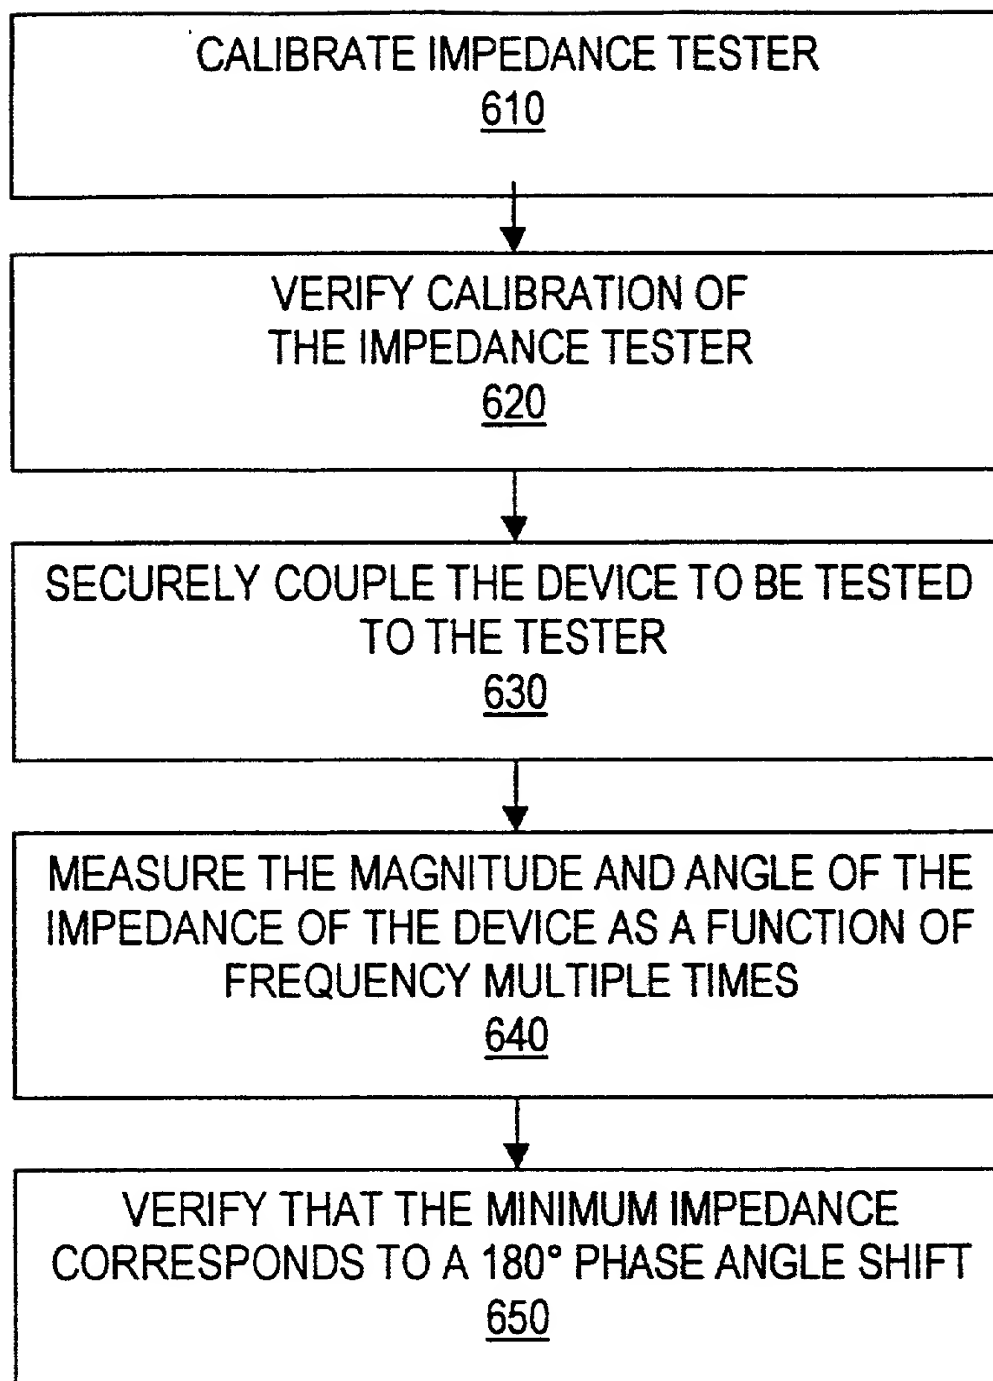 CALIBRATE IMPEDANCE TESTER
610
VERIFY CALIBRATION OF
THE IMPEDANCE TESTER
620
SECURELY COUPLE THE DEVICE TO BE TESTED
TO THE TESTER
630
MEASURE THE MAGNITUDE AND ANGLE OF THE
IMPEDANCE OF THE DEVICE AS A FUNCTION OF
FREQUENCY MULTIPLE TIMES
640
VERIFY THAT THE MINIMUM IMPEDANCE
CORRESPONDS TO A 180° PHASE ANGLE SHIFT
650